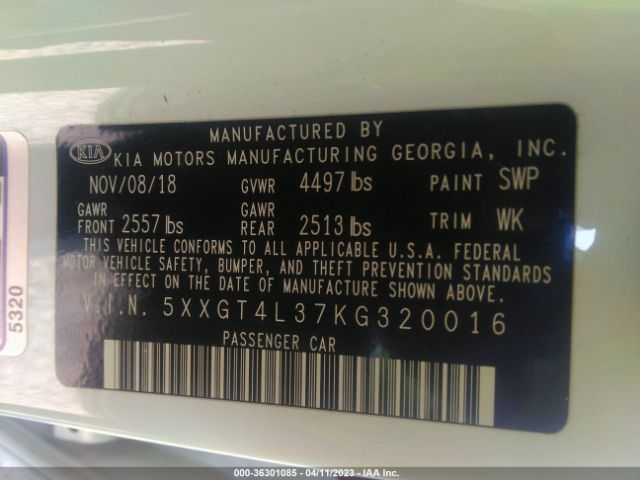 MANUFACTURED BY
KIA KIA MOTORS MANUFACTURING GEORGIA, INC.
NOV/08/18 GVWR 4497 lbs PAINT SWP
GAWR FRONT 2557 lbs GAWR REAR 2513 lbs TRIM WK
THIS VEHICLE CONFORMS TO ALL APPLICABLE U.S.A. FEDERAL
MOTOR VEHICLE SAFETY, BUMPER, AND THEFT PREVENTION STANDARDS
IN EFFECT ON THE DATE OF MANUFACTURE SHOWN ABOVE.
V.I.N. 5XXGT4L37KG320016
PASSENGER CAR
5320
000-36301085 - 04/11/2023 - IAA Inc.